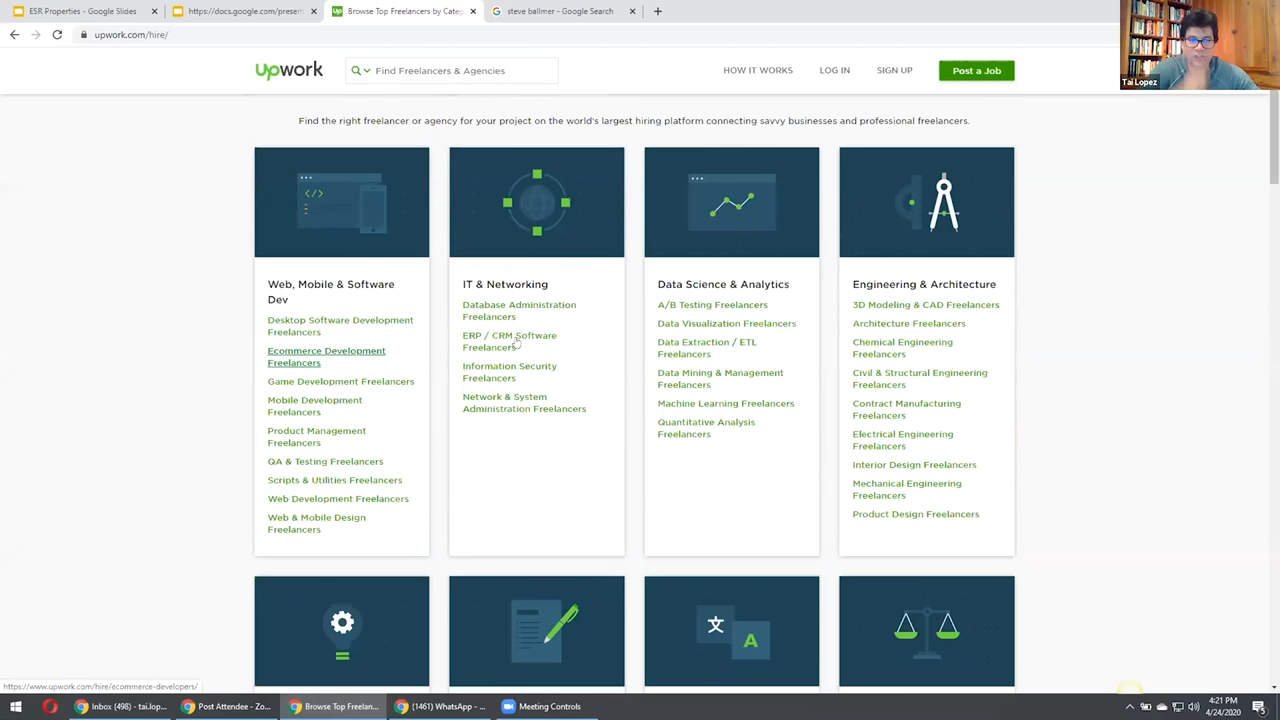 ESR Properties - Google Slides
https://docs.google.com/present
Browse Top Freelancers by Categ
steve ballmer - Google Search
upwork.com/hire/
Tai Lopez
upwork
Find Freelancers & Agencies
HOW IT WORKS
LOG IN
SIGN UP
Post a Job
Find the right freelancer or agency for your project on the world's largest hiring platform connecting savvy businesses and professional freelancers.
Web, Mobile & Software
Dev
Desktop Software Development
Freelancers
Ecommerce Development
Freelancers
Game Development Freelancers
Mobile Development
Freelancers
Product Management
Freelancers
QA & Testing Freelancers
Scripts & Utilities Freelancers
Web Development Freelancers
Web & Mobile Design
Freelancers
IT & Networking
Database Administration
Freelancers
ERP / CRM Software
Freelancers
Information Security
Freelancers
Network & System
Administration Freelancers
Data Science & Analytics
A/B Testing Freelancers
Data Visualization Freelancers
Data Extraction / ETL
Freelancers
Data Mining & Management
Freelancers
Machine Learning Freelancers
Quantitative Analysis
Freelancers
Engineering & Architecture
3D Modeling & CAD Freelancers
Architecture Freelancers
Chemical Engineering
Freelancers
Civil & Structural Engineering
Freelancers
Contract Manufacturing
Freelancers
Electrical Engineering
Freelancers
Interior Design Freelancers
Mechanical Engineering
Freelancers
Product Design Freelancers
文
A
https://www.upwork.com/hire/ecommerce-developers/
Inbox (498) - tai.lop...
Post Attendee - Zo...
Browse Top Freelan...
(1461) WhatsApp - ...
Meeting Controls
4:21 PM
4/24/2020
5